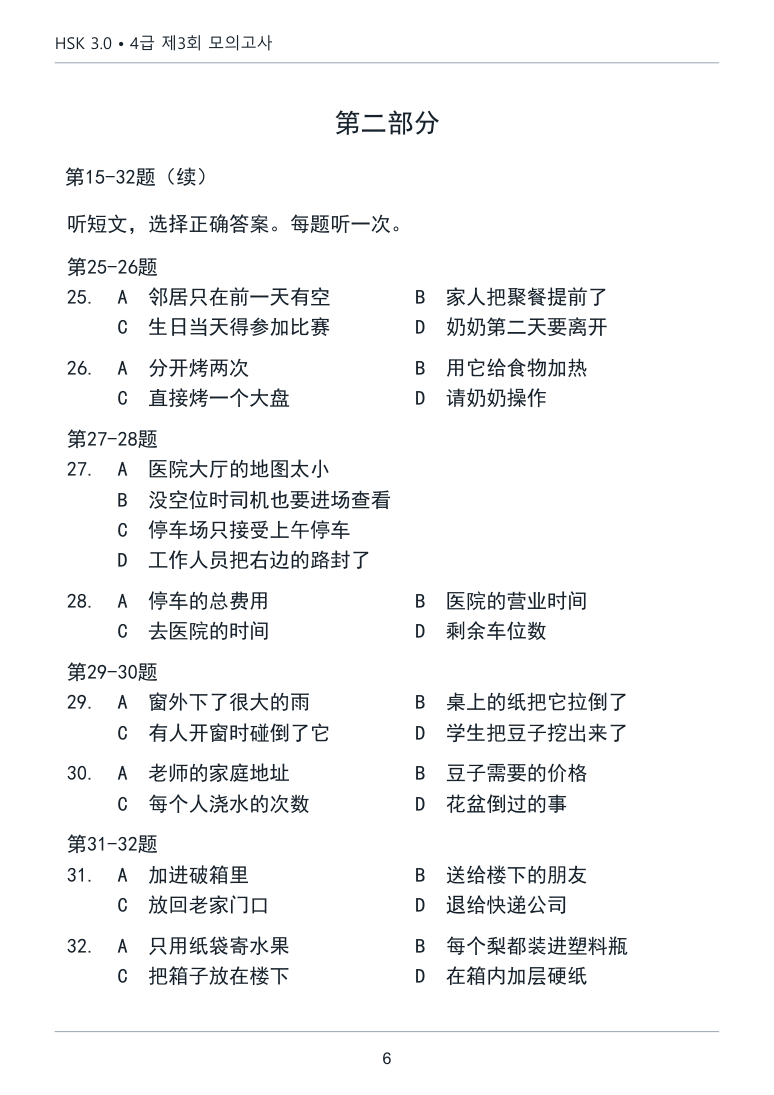 HSK 3.0 • 4급 제3회 모의고사
第二部分
第15-32题（续）
听短文，选择正确答案。每题听一次。
第25-26题
25. A 邻居只在前一天有空 B 家人把聚餐提前了
C 生日当天得参加比赛 D 奶奶第二天要离开
26. A 分开烤两次 B 用它给食物加热
C 直接烤一个大盘 D 请奶奶操作
第27-28题
27. A 医院大厅的地图太小
B 没空位时司机也要进场查看
C 停车场只接受上午停车
D 工作人员把右边的路封了
28. A 停车的总费用 B 医院的营业时间
C 去医院的时间 D 剩余车位数
第29-30题
29. A 窗外下了很大的雨 B 桌上的纸把它拉倒了
C 有人开窗时碰倒了它 D 学生把豆子挖出来了
30. A 老师的家庭地址 B 豆子需要的价格
C 每个人浇水的次数 D 花盆倒过的事
第31-32题
31. A 加进破箱里 B 送给楼下的朋友
C 放回老家门口 D 退给快递公司
32. A 只用纸袋寄水果 B 每个梨都装进塑料瓶
C 把箱子放在楼下 D 在箱内加层硬纸
6